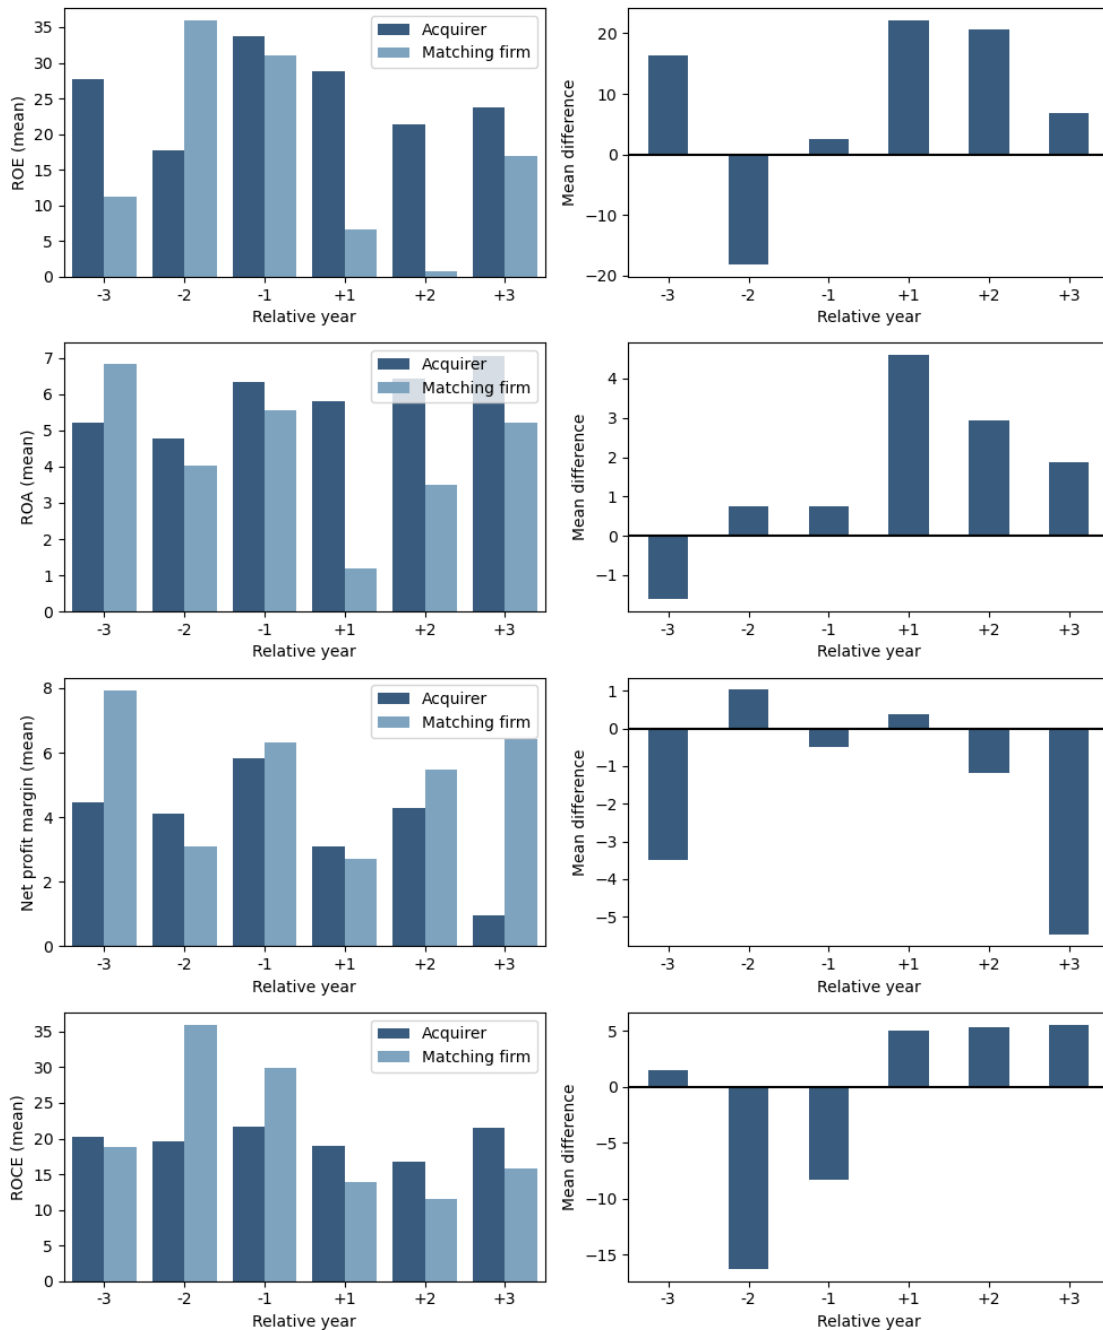 35
30
25
20
15
10
5
0
ROE (mean)
Acquirer
Matching firm
-3 -2 -1 +1 +2 +3
Relative year
20
10
0
−10
−20
Mean difference
-3 -2 -1 +1 +2 +3
Relative year
7
6
5
4
3
2
1
0
ROA (mean)
Acquirer
Matching firm
-3 -2 -1 +1 +2 +3
Relative year
4
3
2
1
0
−1
Mean difference
-3 -2 -1 +1 +2 +3
Relative year
8
6
4
2
0
Net profit margin (mean)
Acquirer
Matching firm
-3 -2 -1 +1 +2 +3
Relative year
1
0
−1
−2
−3
−4
−5
Mean difference
-3 -2 -1 +1 +2 +3
Relative year
35
30
25
20
15
10
5
0
ROCE (mean)
Acquirer
Matching firm
-3 -2 -1 +1 +2 +3
Relative year
5
0
−5
−10
−15
Mean difference
-3 -2 -1 +1 +2 +3
Relative year